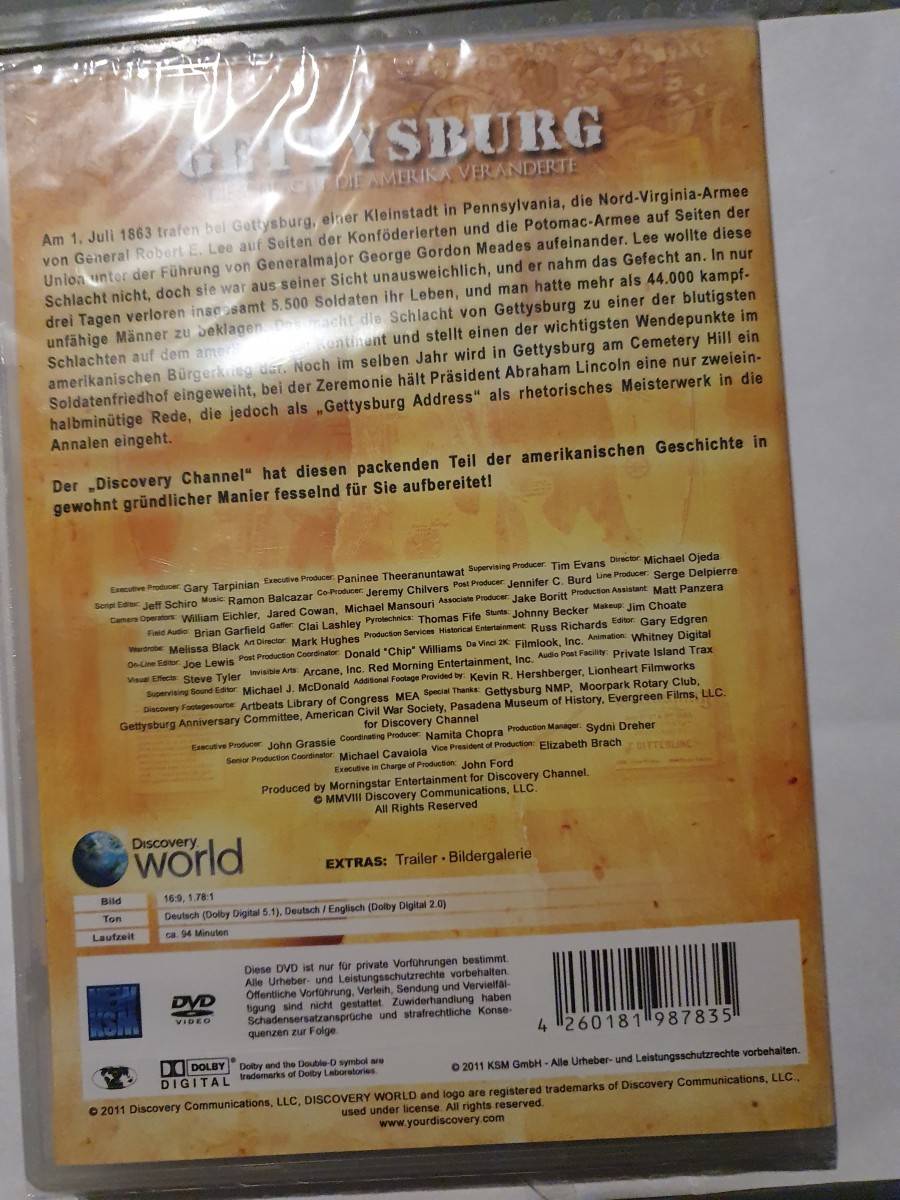 GETTYSBURG
DIE AMERIKA VERÄNDERTE
Am 1. Juli 1863 trafen bei Gettysburg, einer Kleinstadt in Pennsylvania, die Nord-Virginia-Armee
von General Robert E. Lee auf Seiten der Konföderierten und die Potomac-Armee auf Seiten der
Union unter der Führung von Generalmajor George Gordon Meades aufeinander. Lee wollte diese
Schlacht nicht, doch sie war aus seiner Sicht unausweichlich, und er nahm das Gefecht an. In nur
drei Tagen verloren insgesamt 5.500 Soldaten ihr Leben, und man hatte mehr als 44.000 kampf-
unfähige Männer zu beklagen. Das macht die Schlacht von Gettysburg zu einer der blutigsten
Schlachten auf dem Kontinent und stellt einen der wichtigsten Wendepunkte im
amerikanischen Bürgerkrieg dar. Noch im selben Jahr wird in Gettysburg am Cemetery Hill ein
Soldatenfriedhof eingeweiht, bei der Zeremonie hält Präsident Abraham Lincoln eine nur zweiein-
halbminütige Rede, die jedoch als „Gettysburg Address“ als rhetorisches Meisterwerk in die
Annalen eingeht.
Der „Discovery Channel“ hat diesen packenden Teil der amerikanischen Geschichte in
gewohnt gründlicher Manier fesselnd für Sie aufbereitet!
Executive Producer: Gary Tarpinian Executive Producer: Paninee Theeranuntawat Supervising Producer: Tim Evans Director: Michael Ojeda
Script Editor: Jeff Schiro Music: Ramon Balcazar Co-Producer: Jeremy Chilvers Post Producer: Jennifer C. Burd Line Producer: Serge Delpierre
Camera Operators: William Eichler, Jared Cowan, Michael Mansouri Associate Producer: Jake Boritt Production Assistant: Matt Panzera
Field Audio: Brian Garfield Gaffer: Clai Lashley Pyrotechnics: Thomas Fife Stunts: Johnny Becker Makeup: Jim Choate
Wardrobe: Melissa Black Art Director: Mark Hughes Production Services Historical Entertainment: Russ Richards Editor: Gary Edgren
On-Line Editor: Joe Lewis Post Production Coordinator: Donald "Chip" Williams Da Vinci 2K: Filmlook, Inc. Animation: Whitney Digital
Visual Effects: Steve Tyler Invisible Arts: Arcane, Inc. Red Morning Entertainment, Inc. Audio Post Facility: Private Island Trax
Supervising Sound Editor: Michael J. McDonald Additional Footage Provided by: Kevin R. Hershberger, Lionheart Filmworks
Discovery Footagesource: Artbeats Library of Congress MEA Special Thanks: Gettysburg NMP, Moorpark Rotary Club,
Gettysburg Anniversary Committee, American Civil War Society, Pasadena Museum of History, Evergreen Films, LLC.
for Discovery Channel
Executive Producer: John Grassie Coordinating Producer: Namita Chopra Production Manager: Sydni Dreher
Senior Production Coordinator: Michael Cavaiola Vice President of Production: Elizabeth Brach
Executive in Charge of Production: John Ford
Produced by Morningstar Entertainment for Discovery Channel.
© MMVIII Discovery Communications, LLC.
All Rights Reserved
Discovery
world
EXTRAS: Trailer • Bildergalerie
Bild 16:9, 1.78:1
Ton Deutsch (Dolby Digital 5.1), Deutsch / Englisch (Dolby Digital 2.0)
Laufzeit ca. 94 Minuten
NEW
KSM
DVD
VIDEO
Diese DVD ist nur für private Vorführungen bestimmt.
Alle Urheber- und Leistungsschutzrechte vorbehalten.
Öffentliche Vorführung, Verleih, Sendung und Vervielfäl-
tigung sind nicht gestattet. Zuwiderhandlung haben
Schadensersatzansprüche und strafrechtliche Konse-
quenzen zur Folge.
4 260181 987835
2
DOLBY
DIGITAL
Dolby and the Double-D symbol are
trademarks of Dolby Laboratories.
© 2011 KSM GmbH - Alle Urheber- und Leistungsschutzrechte vorbehalten.
© 2011 Discovery Communications, LLC, DISCOVERY WORLD and logo are registered trademarks of Discovery Communications, LLC.,
used under license. All rights reserved.
www.yourdiscovery.com